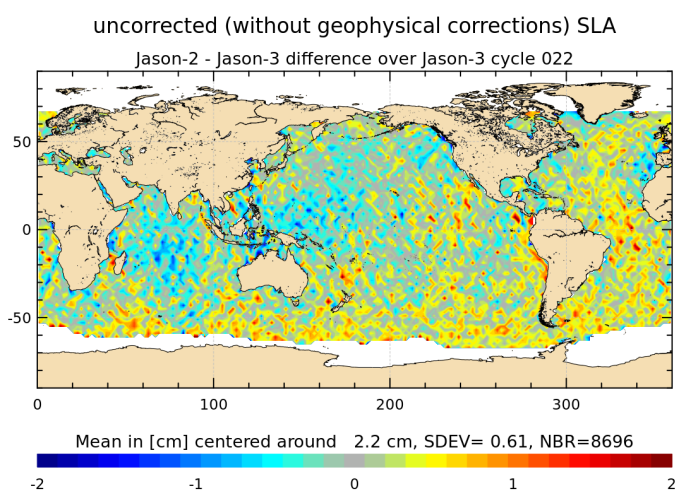 uncorrected (without geophysical corrections) SLA
Jason-2 - Jason-3 difference over Jason-3 cycle 022
50
0
-50
0 100 200 300
Mean in [cm] centered around 2.2 cm, SDEV= 0.61, NBR=8696
-2 -1 0 1 2